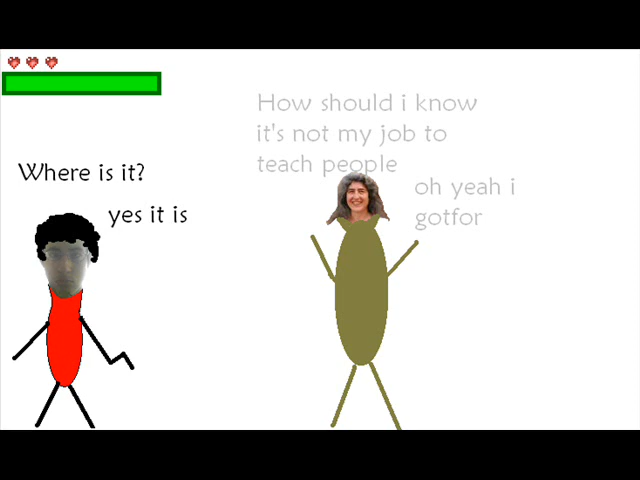 Where is it?
yes it is
How should i know
it's not my job to
teach people
oh yeah i
gotfor